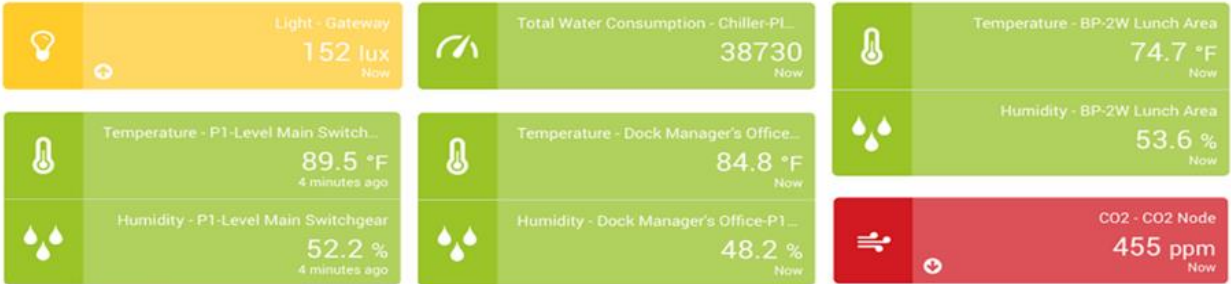 Light - Gateway
152 lux
Now
Total Water Consumption - Chiller-Pl...
38730
Now
Temperature - BP-2W Lunch Area
74.7 °F
Now
Humidity - BP-2W Lunch Area
53.6 %
Now
Temperature - P1-Level Main Switch...
89.5 °F
4 minutes ago
Humidity - P1-Level Main Switchgear
52.2 %
4 minutes ago
Temperature - Dock Manager's Office...
84.8 °F
Now
Humidity - Dock Manager's Office-P1...
48.2 %
Now
CO2 - CO2 Node
455 ppm
Now